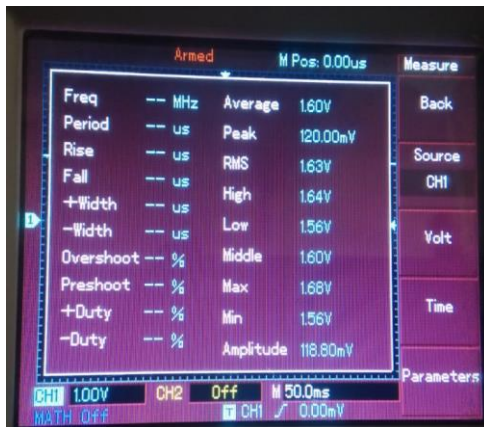 Armed M Pos: 0.00us Measure
Freq -- MHz Average 1.60V
Period -- us Peak 120.00mV
Rise -- us RMS 1.63V
Fall -- us High 1.64V
+Width -- us Low 1.56V
-Width -- us Middle 1.60V
Overshoot -- % Max 1.68V
Preshoot -- % Min 1.56V
+Duty -- % Amplitude 118.80mV
-Duty -- %
Back
Source
CH1
Volt
Time
Parameters
1
CH1 1.00V CH2 Off M 50.0ms
MATH Off T CH1 0.00mV